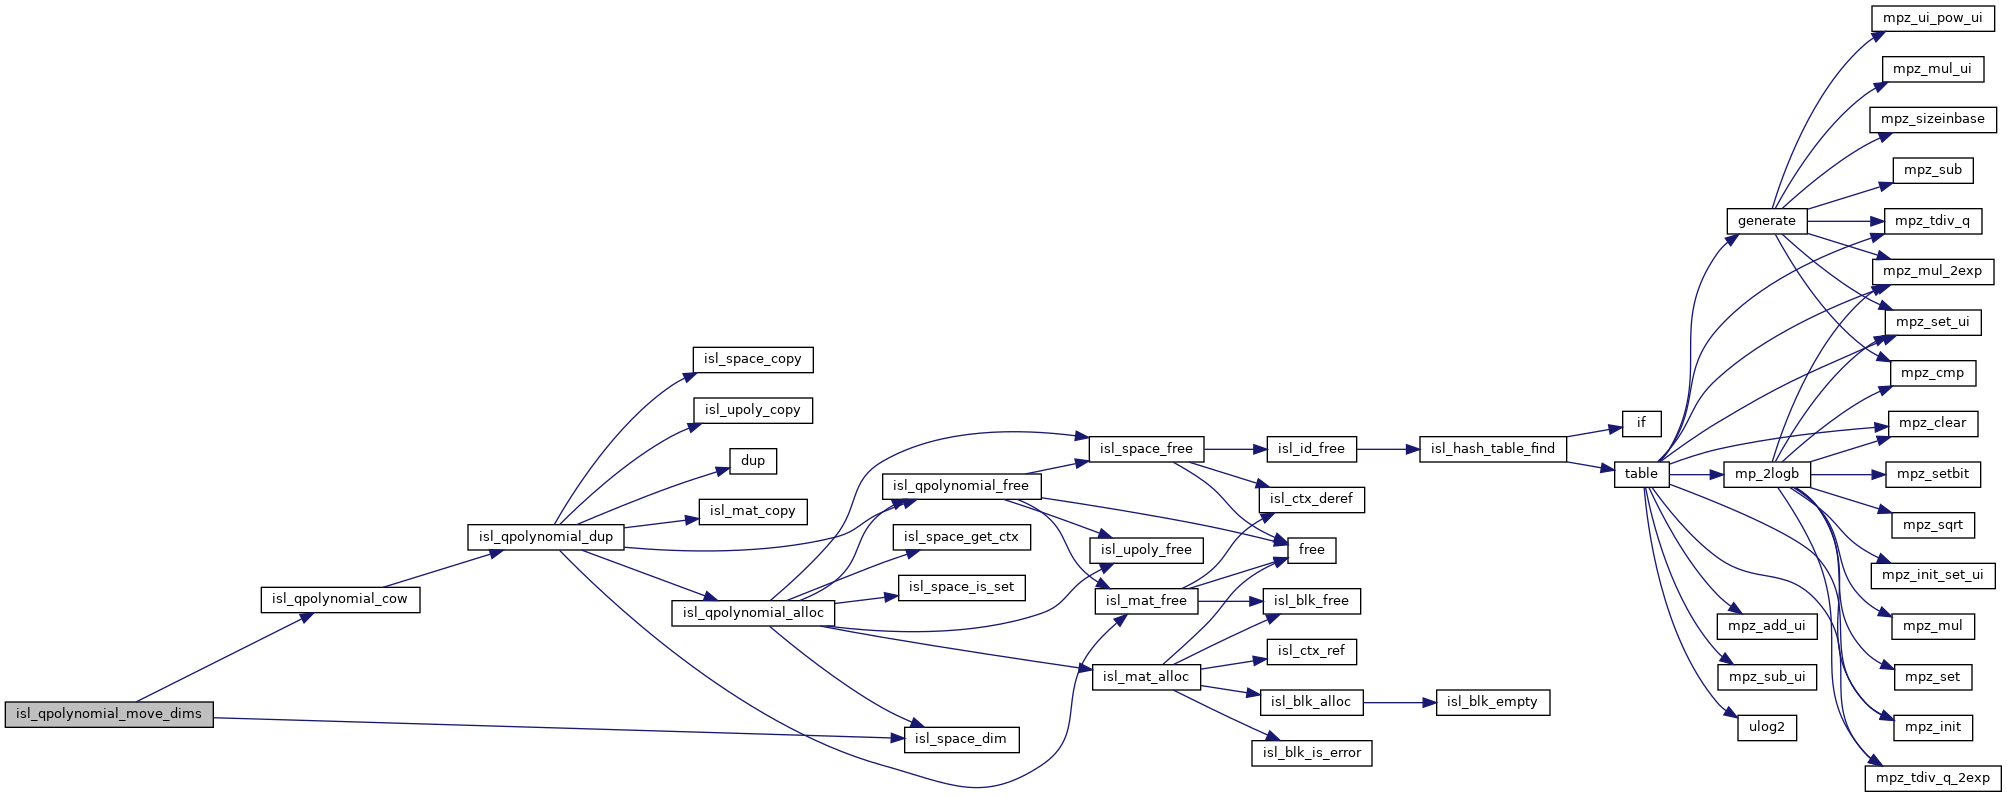 isl_qpolynomial_move_dims
isl_qpolynomial_cow
isl_qpolynomial_dup
isl_space_copy
isl_upoly_copy
dup
isl_mat_copy
isl_qpolynomial_alloc
isl_qpolynomial_free
isl_space_get_ctx
isl_space_is_set
isl_space_dim
isl_space_free
isl_upoly_free
isl_mat_free
isl_mat_alloc
isl_id_free
isl_ctx_deref
free
isl_blk_free
isl_ctx_ref
isl_blk_alloc
isl_blk_is_error
isl_hash_table_find
isl_blk_empty
if
table
generate
mp_2logb
mpz_add_ui
mpz_sub_ui
ulog2
mpz_ui_pow_ui
mpz_mul_ui
mpz_sizeinbase
mpz_sub
mpz_tdiv_q
mpz_mul_2exp
mpz_set_ui
mpz_cmp
mpz_clear
mpz_setbit
mpz_sqrt
mpz_init_set_ui
mpz_mul
mpz_set
mpz_init
mpz_tdiv_q_2exp